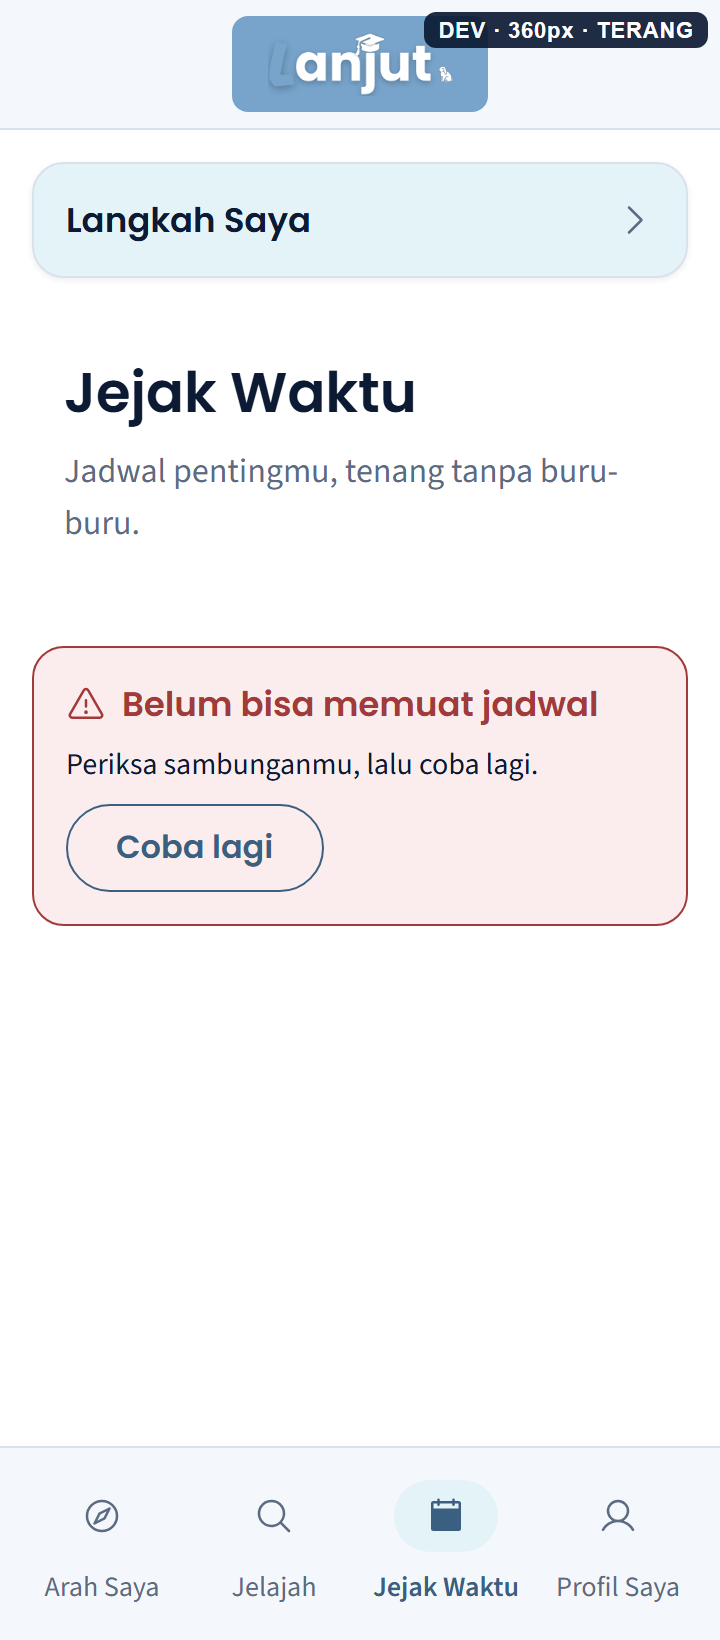 Lanjut
DEV · 360px · TERANG
Langkah Saya
Jejak Waktu
Jadwal pentingmu, tenang tanpa buru-
buru.
Belum bisa memuat jadwal
Periksa sambunganmu, lalu coba lagi.
Coba lagi
Arah Saya
Jelajah
Jejak Waktu
Profil Saya